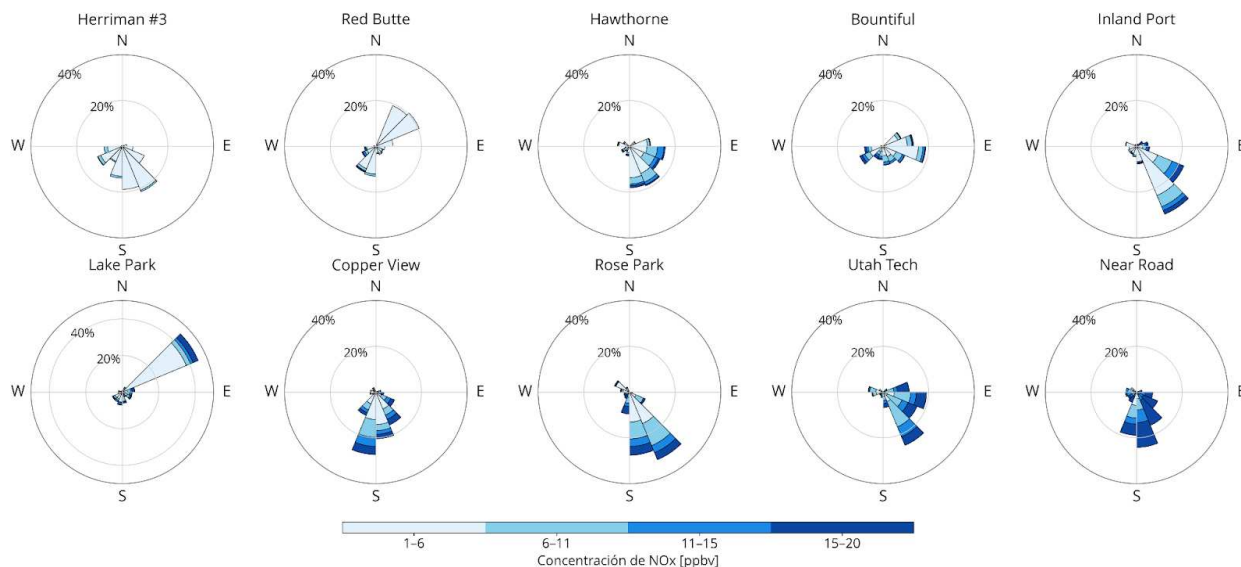 Herriman #3 Red Butte Hawthorne Bountiful Inland Port
N N N N N
40% 40% 40% 40% 40%
20% 20% 20% 20% 20%
W E W E W E W E W E
S S S S S
Lake Park Copper View Rose Park Utah Tech Near Road
N N N N N
40% 40% 40% 40% 40%
20% 20% 20% 20% 20%
W E W E W E W E W E
S S S S S
1–6 6–11 11–15 15–20
Concentración de NOx [ppbv]